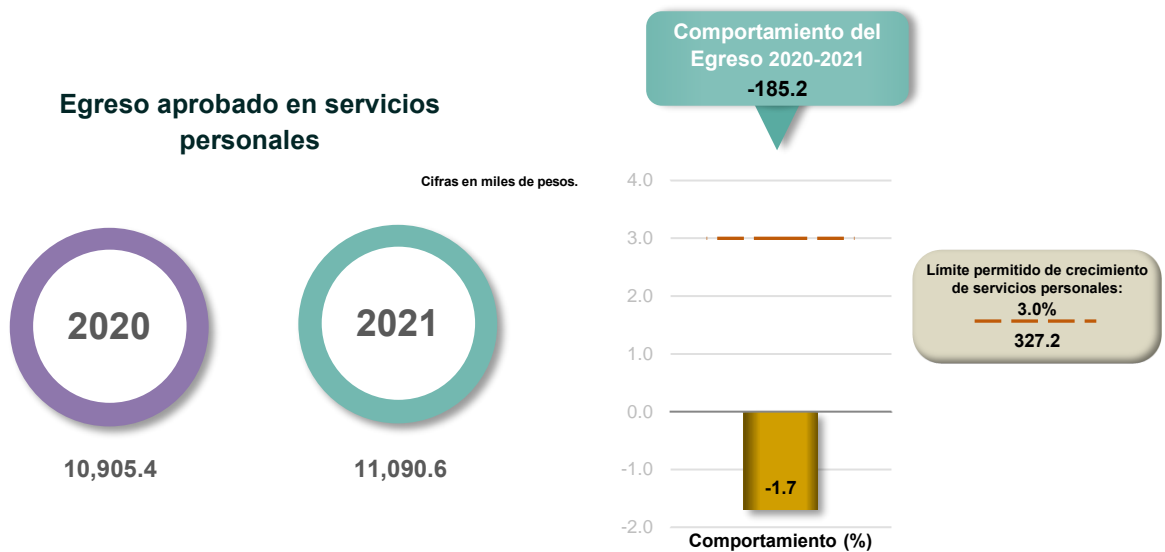 Egreso aprobado en servicios
personales
Cifras en miles de pesos.
2020
2021
10,905.4
11,090.6
Comportamiento del
Egreso 2020-2021
-185.2
4.0
3.0
2.0
1.0
0.0
-1.0
-2.0
-1.7
Comportamiento (%)
Límite permitido de crecimiento
de servicios personales:
3.0%
327.2